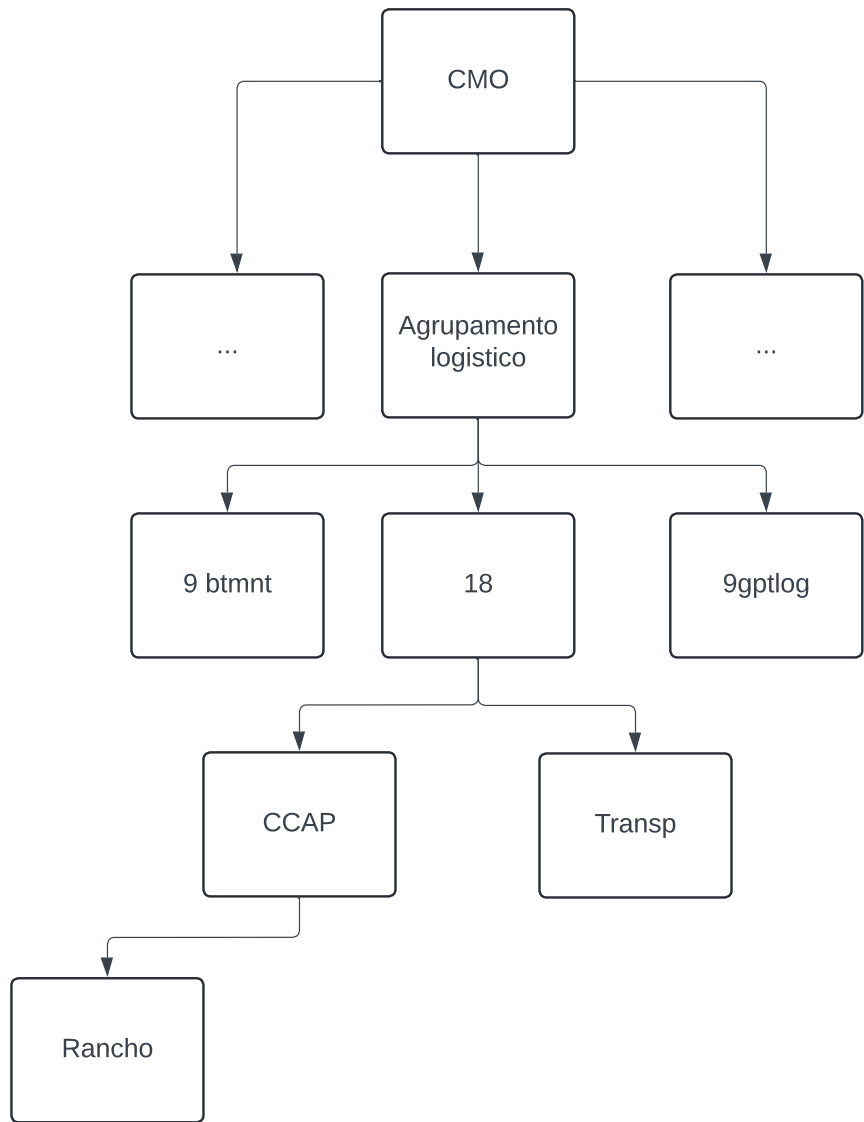 CMO
...
Agrupamento
logistico
...
9 btmnt
18
9gptlog
CCAP
Transp
Rancho